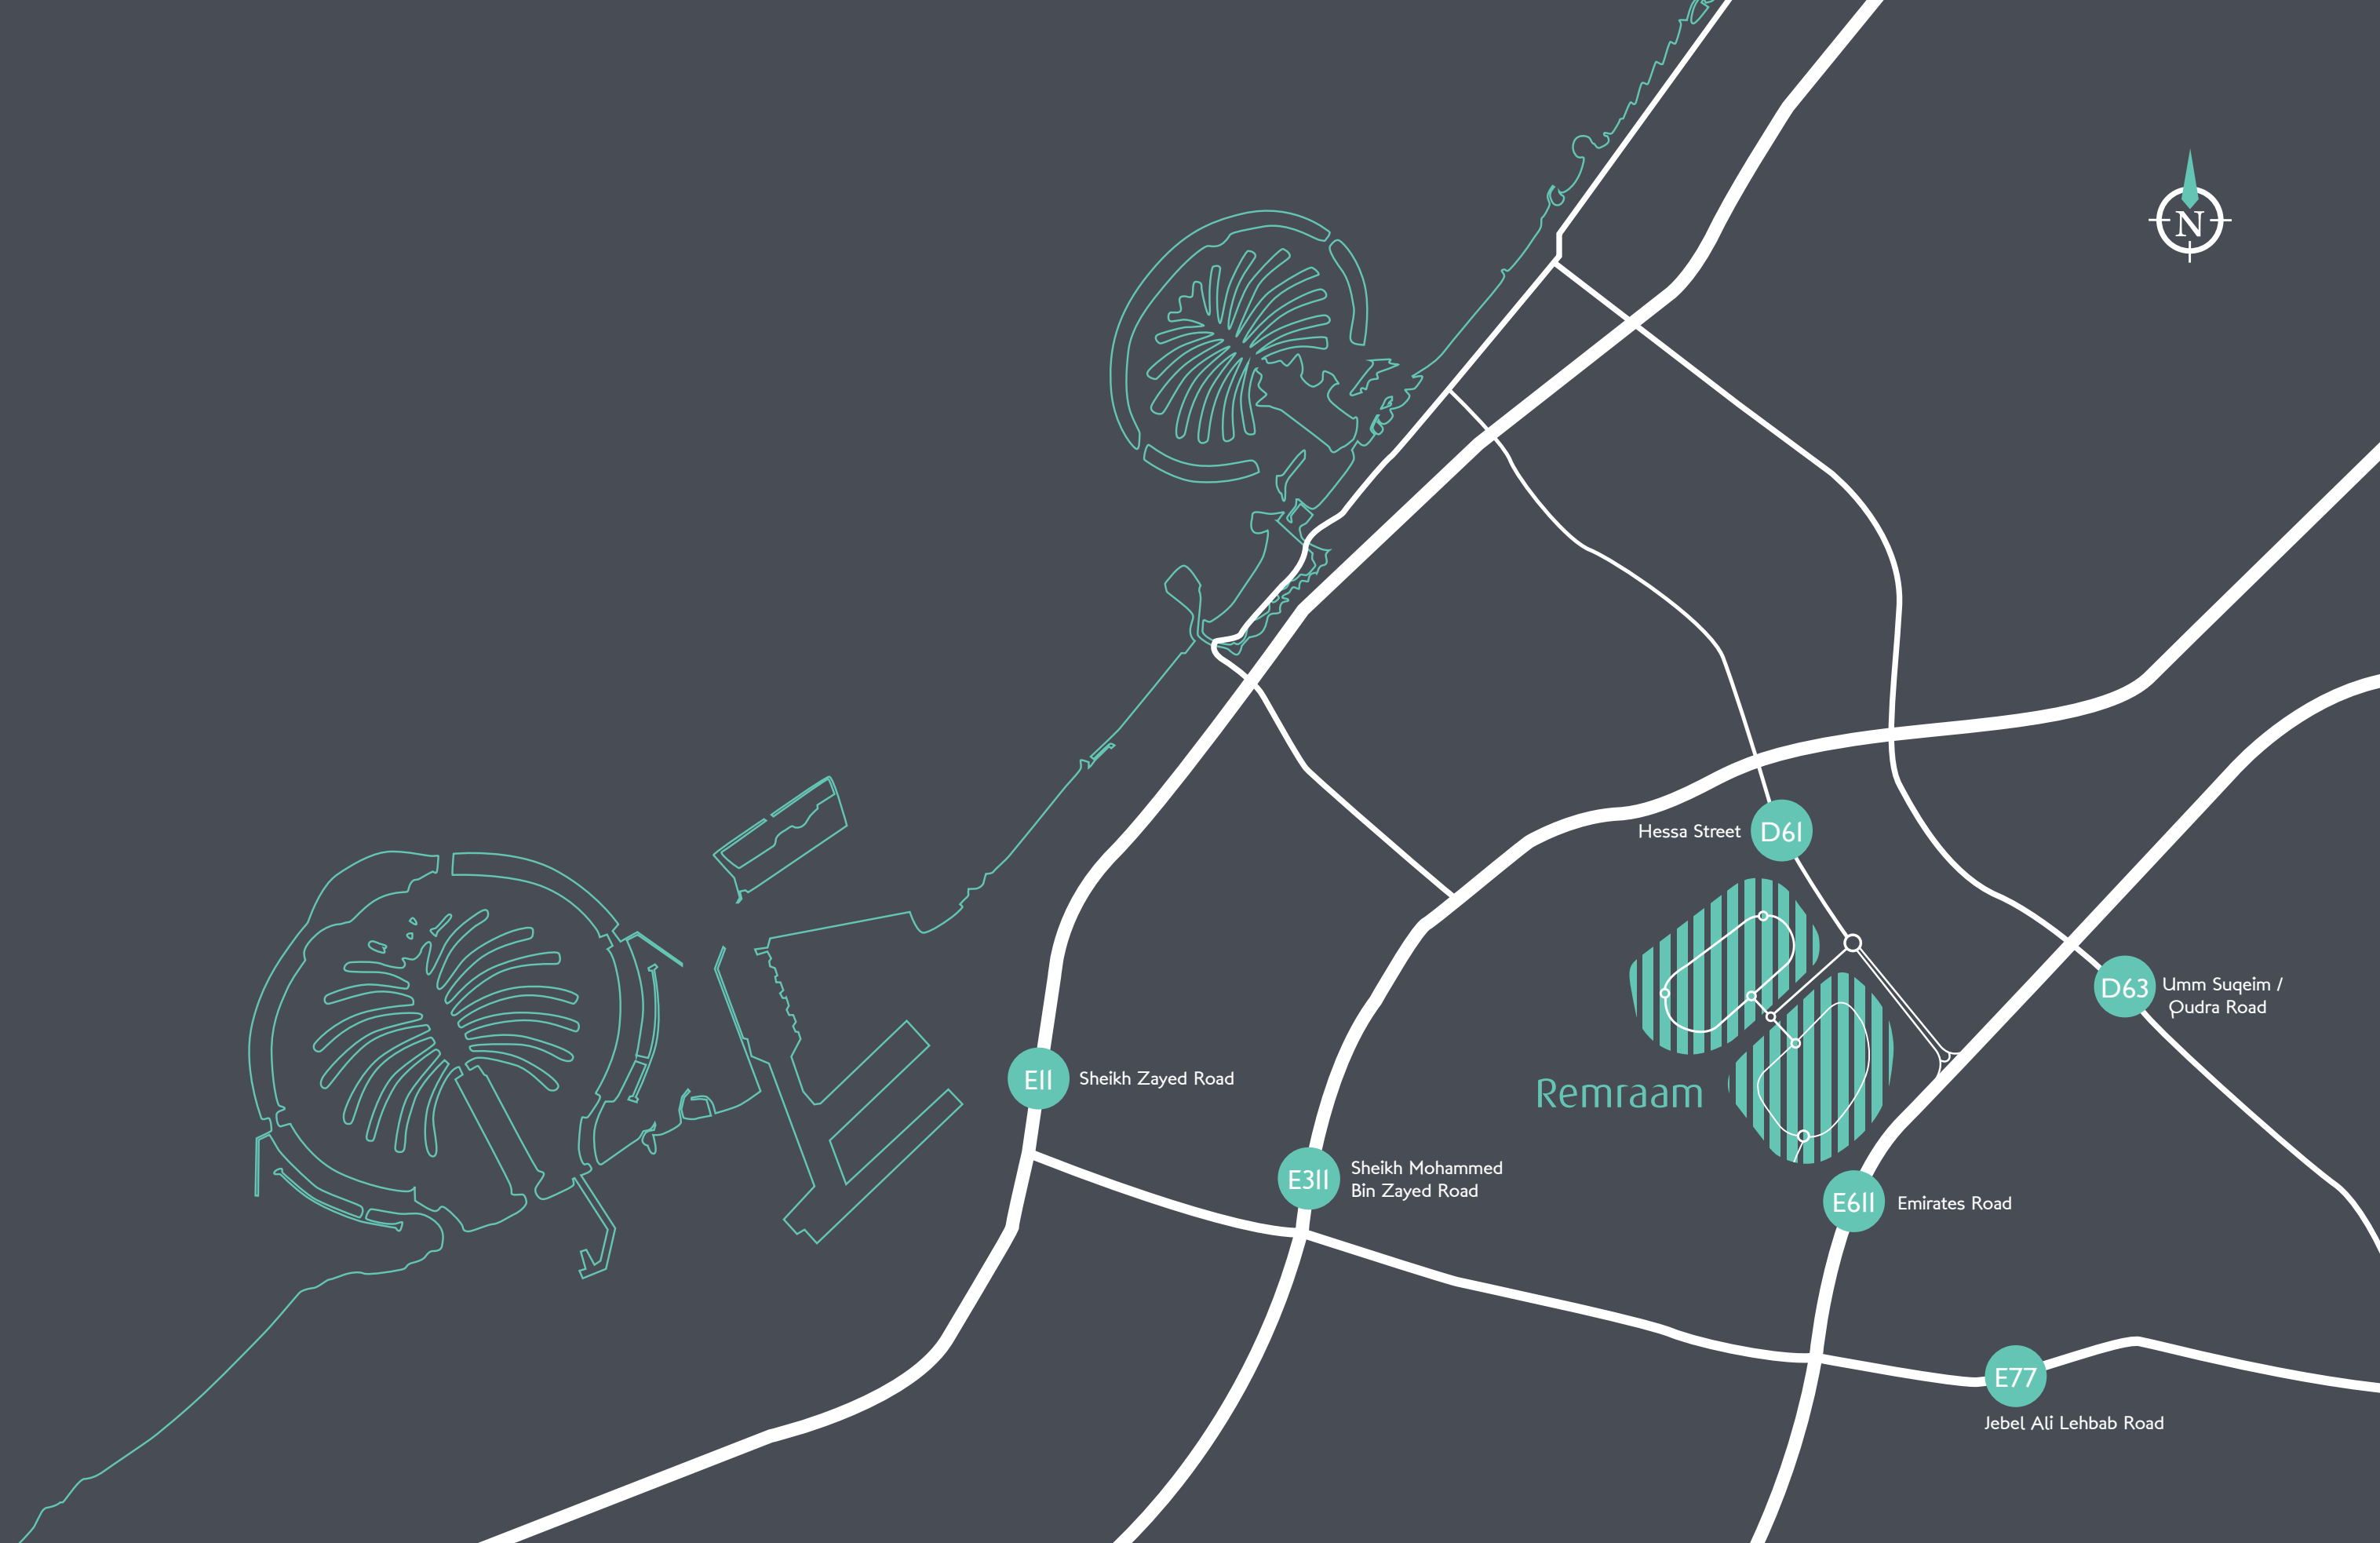 N
Hessa Street
D61
D63
Umm Suqeim /
Qudra Road
E11
Sheikh Zayed Road
Remraam
E311
Sheikh Mohammed
Bin Zayed Road
E611
Emirates Road
E77
Jebel Ali Lehbab Road